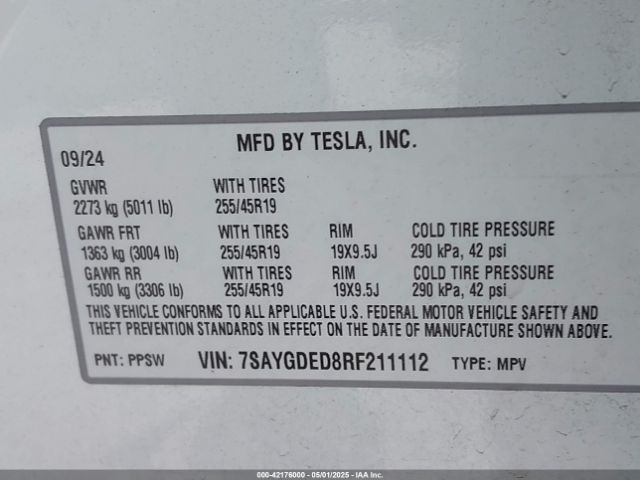 MFD BY TESLA, INC.
09/24
GVWR WITH TIRES
2273 kg (5011 lb) 255/45R19
GAWR FRT WITH TIRES RIM COLD TIRE PRESSURE
1363 kg (3004 lb) 255/45R19 19X9.5J 290 kPa, 42 psi
GAWR RR WITH TIRES RIM COLD TIRE PRESSURE
1500 kg (3306 lb) 255/45R19 19X9.5J 290 kPa, 42 psi
THIS VEHICLE CONFORMS TO ALL APPLICABLE U.S. FEDERAL MOTOR VEHICLE SAFETY AND
THEFT PREVENTION STANDARDS IN EFFECT ON THE DATE OF MANUFACTURE SHOWN ABOVE.
PNT: PPSW VIN: 7SAYGDED8RF211112 TYPE: MPV
000-42176000 - 05/01/2025 - IAA Inc.